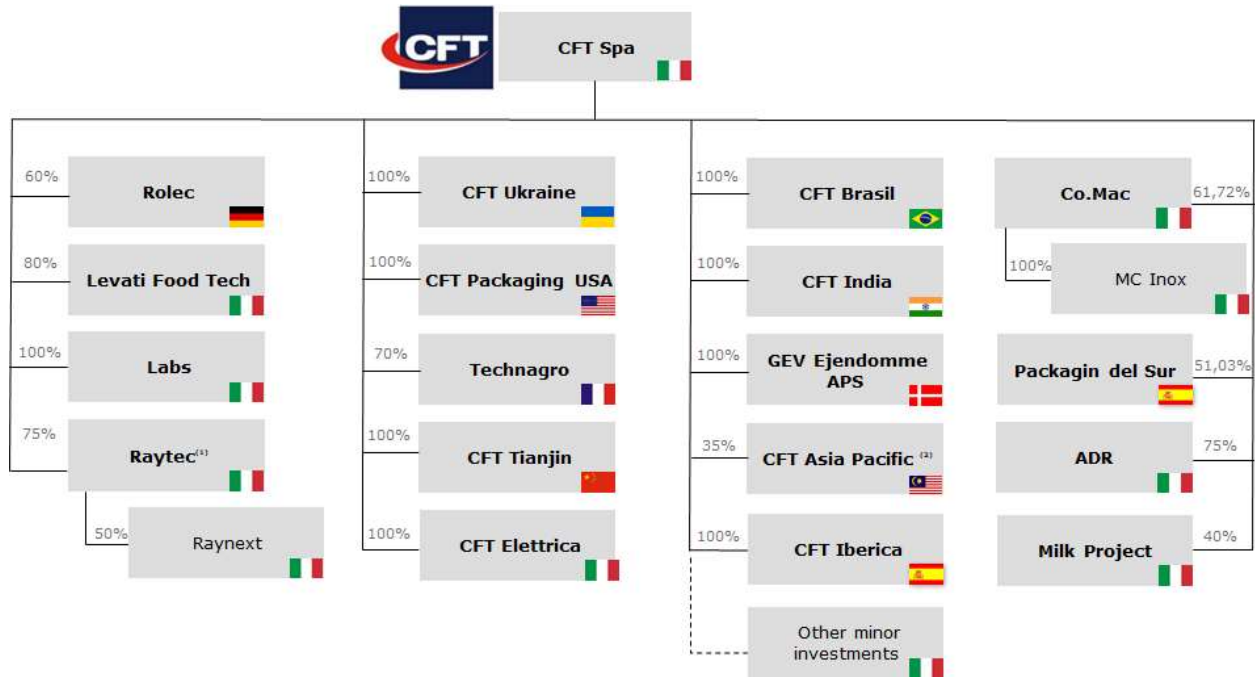 CFT
CFT Spa
60%
Rolec
80%
Levati Food Tech
100%
Labs
75%
Raytec(1)
50%
Raynext
100%
CFT Ukraine
100%
CFT Packaging USA
70%
Technagro
100%
CFT Tianjin
100%
CFT Elettrica
100%
CFT Brasil
100%
CFT India
100%
GEV Ejendomme
APS
35%
CFT Asia Pacific (2)
100%
CFT Iberica
Other minor
investments
Co.Mac
61,72%
100%
MC Inox
Packagin del Sur
51,03%
ADR
75%
Milk Project
40%